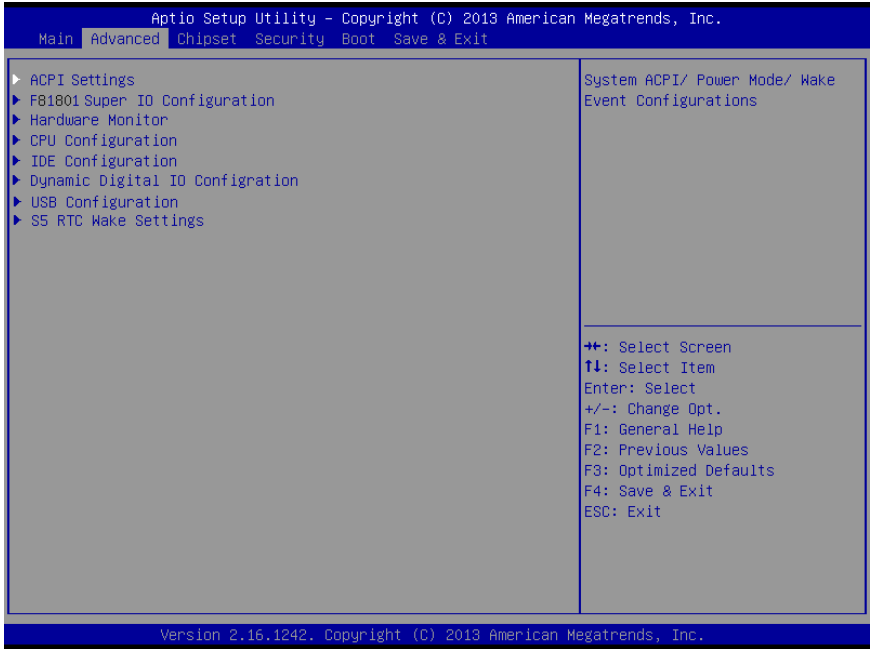 Aptio Setup Utility – Copyright (C) 2013 American Megatrends, Inc.
Main Advanced Chipset Security Boot Save & Exit
ACPI Settings
F81801 Super IO Configuration
Hardware Monitor
CPU Configuration
IDE Configuration
Dynamic Digital IO Configration
USB Configuration
S5 RTC Wake Settings
System ACPI/ Power Mode/ Wake
Event Configurations
→←: Select Screen
↑↓: Select Item
Enter: Select
+/-: Change Opt.
F1: General Help
F2: Previous Values
F3: Optimized Defaults
F4: Save & Exit
ESC: Exit
Version 2.16.1242. Copyright (C) 2013 American Megatrends, Inc.